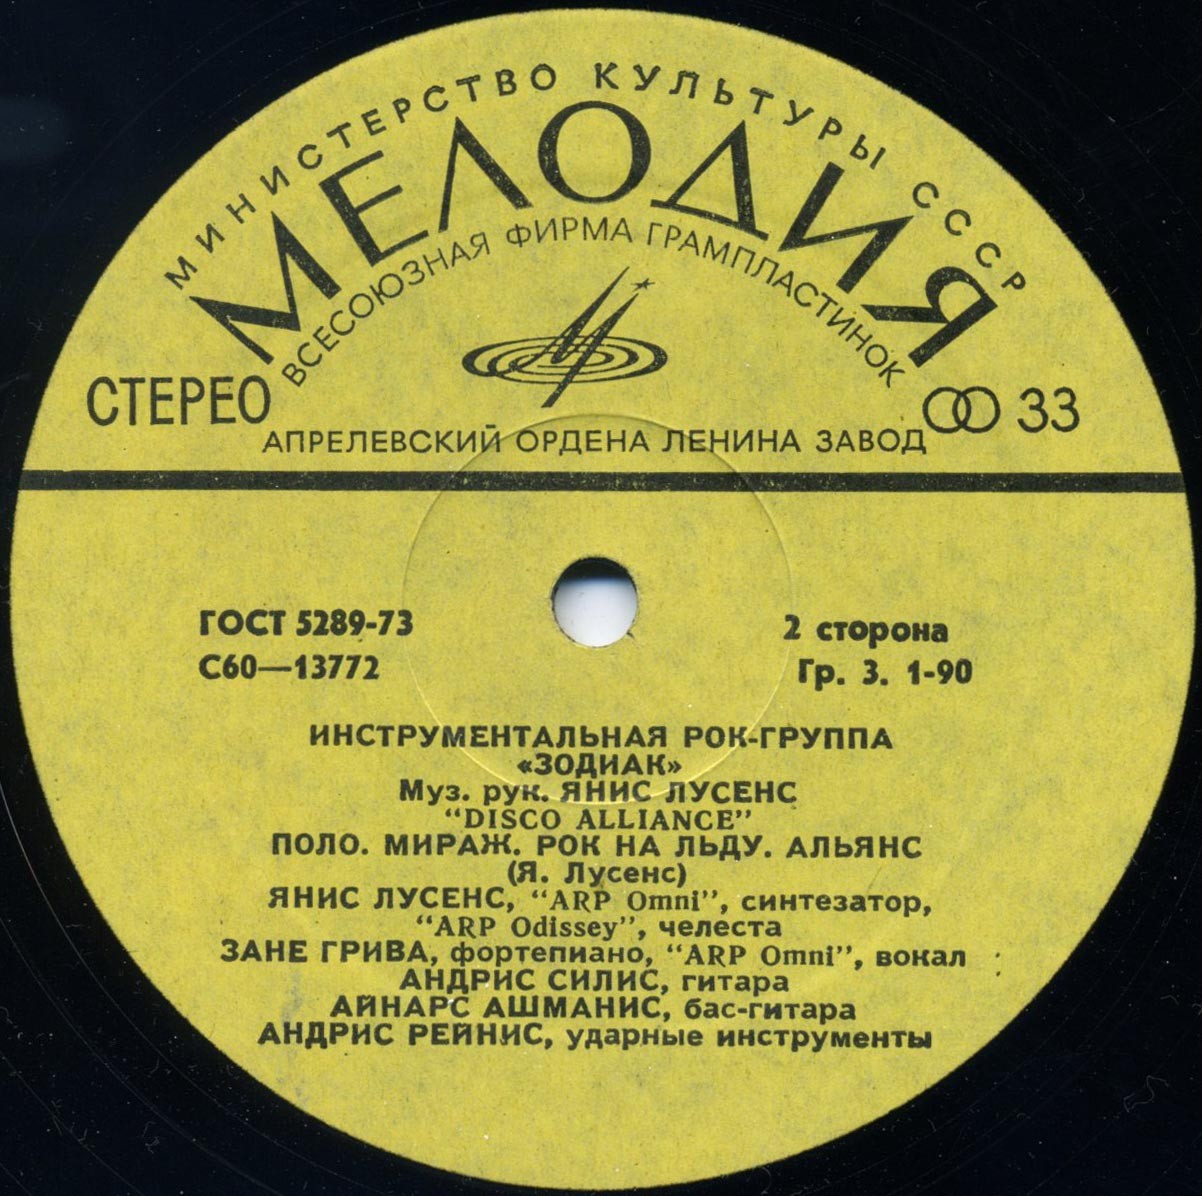 МИНИСТЕРСТВО КУЛЬТУРЫ СССР
МЕЛОДИЯ
ВСЕСОЮЗНАЯ ФИРМА ГРАМПЛАСТИНОК
СТЕРЕО
33
АПРЕЛЕВСКИЙ ОРДЕНА ЛЕНИНА ЗАВОД
ГОСТ 5289-73
2 сторона
С60—13772
Гр. 3. 1-90
ИНСТРУМЕНТАЛЬНАЯ РОК-ГРУППА
«ЗОДИАК»
Муз. рук. ЯНИС ЛУСЕНС
“DISCO ALLIANCE”
ПОЛО. МИРАЖ. РОК НА ЛЬДУ. АЛЬЯНС
(Я. Лусенс)
ЯНИС ЛУСЕНС, “ARP Omni”, синтезатор,
“ARP Odissey”, челеста
ЗАНЕ ГРИВА, фортепиано, “ARP Omni”, вокал
АНДРИС СИЛИС, гитара
АЙНАРС АШМАНИС, бас-гитара
АНДРИС РЕЙНИС, ударные инструменты